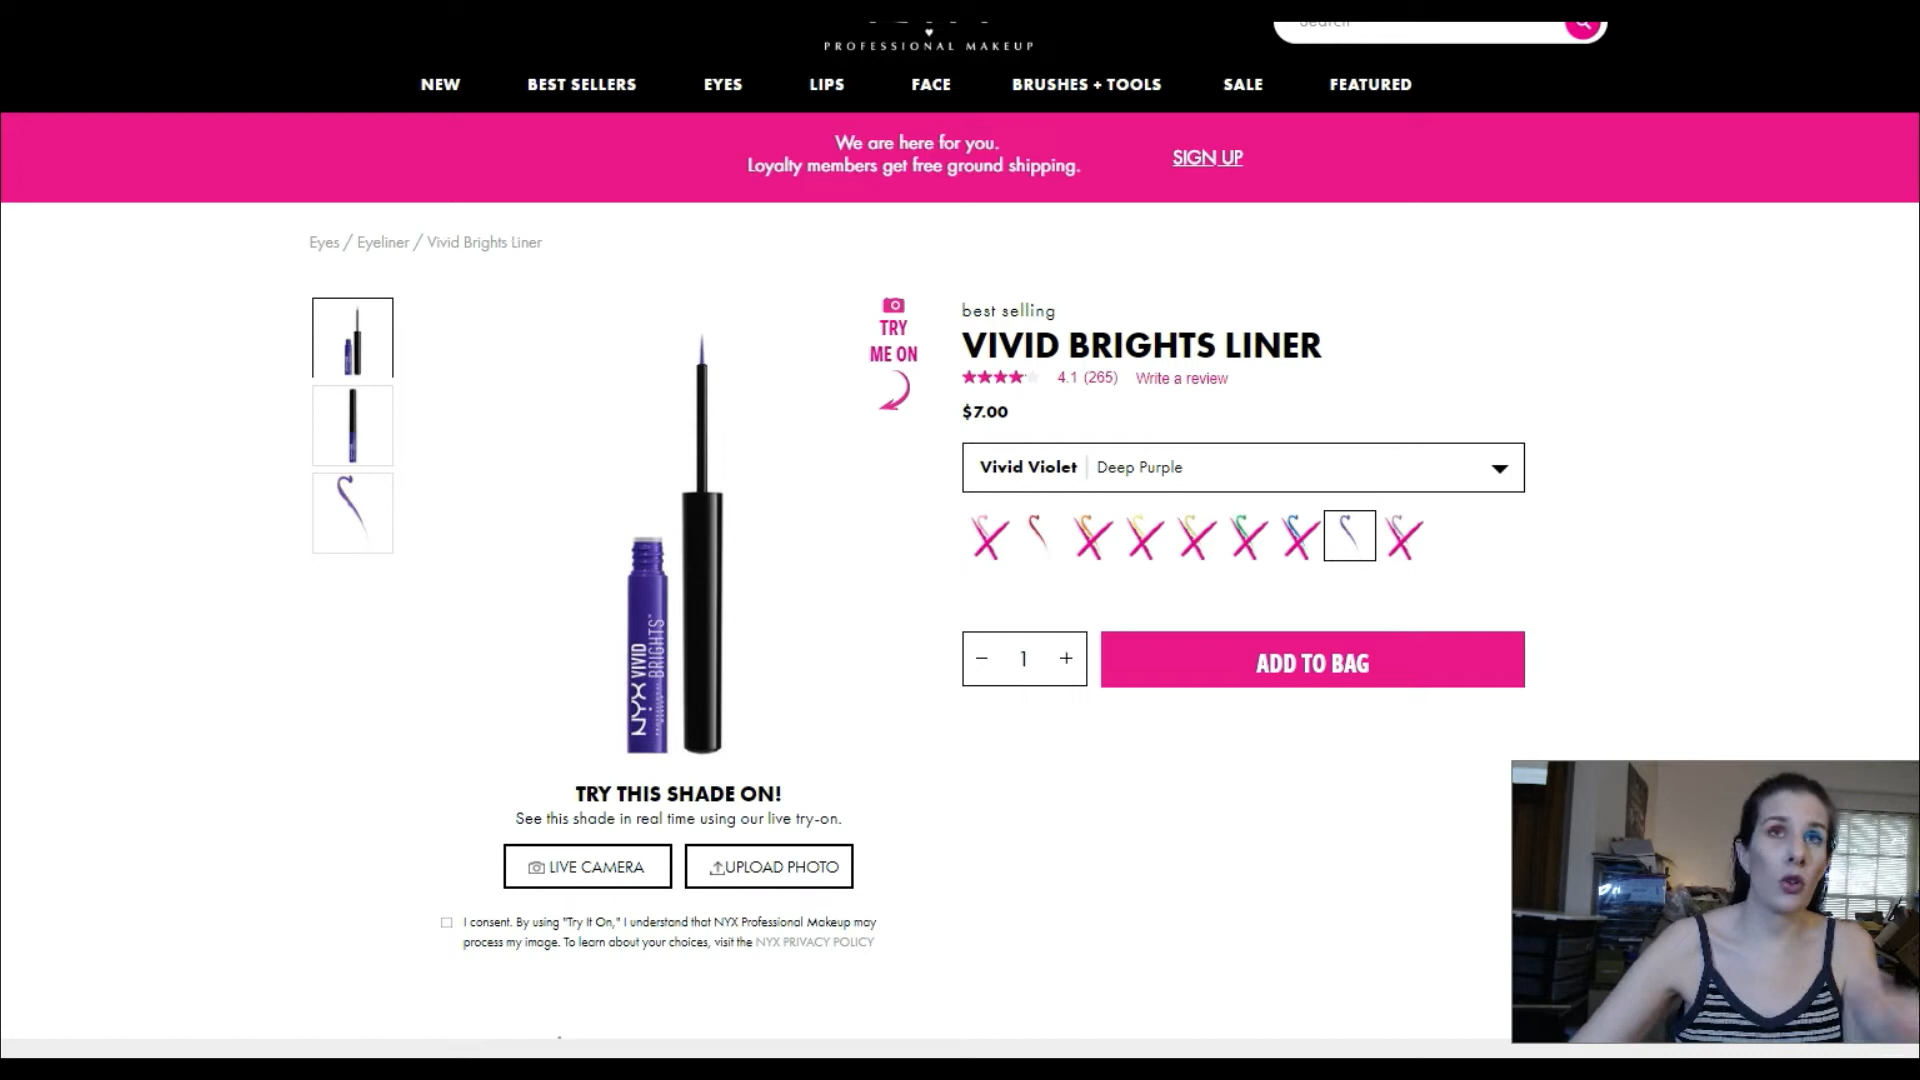 PROFESSIONAL MAKEUP
NEW
BEST SELLERS
EYES
LIPS
FACE
BRUSHES + TOOLS
SALE
FEATURED
We are here for you.
Loyalty members get free ground shipping.
SIGN UP
Eyes / Eyeliner / Vivid Brights Liner
TRY
ME ON
best selling
VIVID BRIGHTS LINER
4.1 (265) Write a review
$7.00
Vivid Violet | Deep Purple
− 1 +
ADD TO BAG
NYX VIVID
BRIGHTS
TRY THIS SHADE ON!
See this shade in real time using our live try-on.
LIVE CAMERA
UPLOAD PHOTO
I consent. By using "Try It On," I understand that NYX Professional Makeup may
process my image. To learn about your choices, visit the NYX PRIVACY POLICY